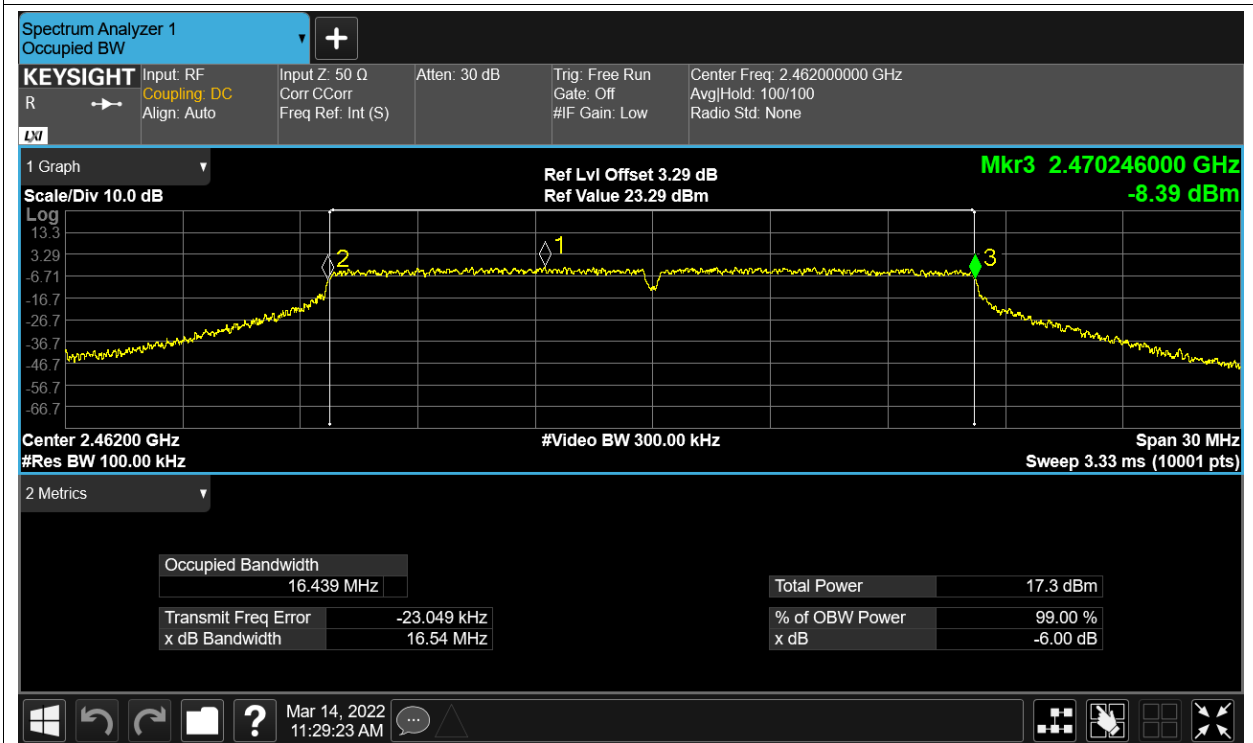 Spectrum Analyzer 1
Occupied BW
KEYSIGHT
R
LXI
Input: RF
Coupling: DC
Align: Auto
Input Z: 50 Ω
Corr CCorr
Freq Ref: Int (S)
Atten: 30 dB
Trig: Free Run
Gate: Off
#IF Gain: Low
Center Freq: 2.462000000 GHz
Avg|Hold: 100/100
Radio Std: None
1 Graph
Scale/Div 10.0 dB
Ref Lvl Offset 3.29 dB
Ref Value 23.29 dBm
Mkr3 2.470246000 GHz
-8.39 dBm
Log
13.3
3.29
-6.71
-16.7
-26.7
-36.7
-46.7
-56.7
-66.7
2
1
3
Center 2.46200 GHz
#Res BW 100.00 kHz
#Video BW 300.00 kHz
Span 30 MHz
Sweep 3.33 ms (10001 pts)
2 Metrics
Occupied Bandwidth
16.439 MHz
Transmit Freq Error -23.049 kHz
x dB Bandwidth 16.54 MHz
Total Power 17.3 dBm
% of OBW Power 99.00 %
x dB -6.00 dB
?
Mar 14, 2022
11:29:23 AM